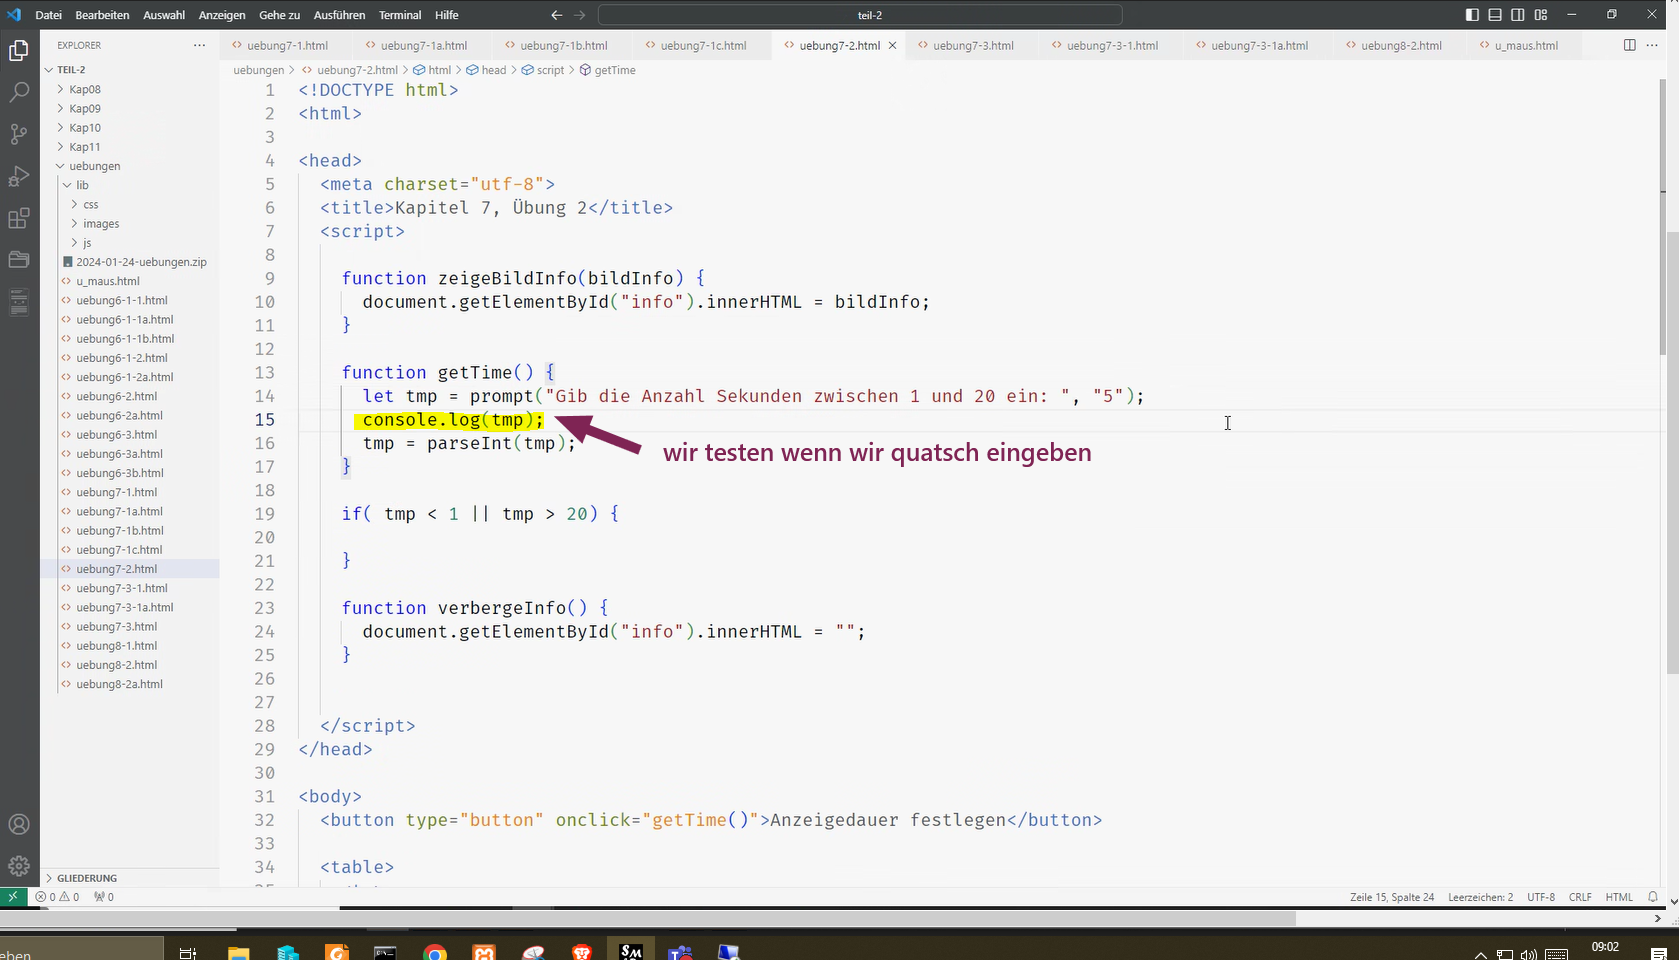 Datei Bearbeiten Auswahl Anzeigen Gehe zu Ausführen Terminal Hilfe
teil-2
EXPLORER
uebung7-1.html uebung7-1a.html uebung7-1b.html uebung7-1c.html uebung7-2.html uebung7-3.html uebung7-3-1.html uebung7-3-1a.html uebung8-2.html u_maus.html
uebungen > uebung7-2.html > html > head > script > getTime
TEIL-2
Kap08
Kap09
Kap10
Kap11
uebungen
lib
css
images
js
2024-01-24-uebungen.zip
u_maus.html
uebung6-1-1.html
uebung6-1-1a.html
uebung6-1-1b.html
uebung6-1-2.html
uebung6-1-2a.html
uebung6-2.html
uebung6-2a.html
uebung6-3.html
uebung6-3a.html
uebung6-3b.html
uebung7-1.html
uebung7-1a.html
uebung7-1b.html
uebung7-1c.html
uebung7-2.html
uebung7-3-1.html
uebung7-3-1a.html
uebung7-3.html
uebung8-1.html
uebung8-2.html
uebung8-2a.html
GLIEDERUNG
1 <!DOCTYPE html>
2 <html>
3
4 <head>
5 <meta charset="utf-8">
6 <title>Kapitel 7, Übung 2</title>
7 <script>
8
9 function zeigeBildInfo(bildInfo) {
10 document.getElementById("info").innerHTML = bildInfo;
11 }
12
13 function getTime() {
14 let tmp = prompt("Gib die Anzahl Sekunden zwischen 1 und 20 ein: ", "5");
15 console.log(tmp);
16 tmp = parseInt(tmp);
wir testen wenn wir quatsch eingeben
17 }
18
19 if( tmp < 1 || tmp > 20) {
20
21 }
22
23 function verbergeInfo() {
24 document.getElementById("info").innerHTML = "";
25 }
26
27
28 </script>
29 </head>
30
31 <body>
32 <button type="button" onclick="getTime()">Anzeigedauer festlegen</button>
33
34 <table>
0 0 0
Zeile 15, Spalte 24 Leerzeichen: 2 UTF-8 CRLF HTML
SM
09:02